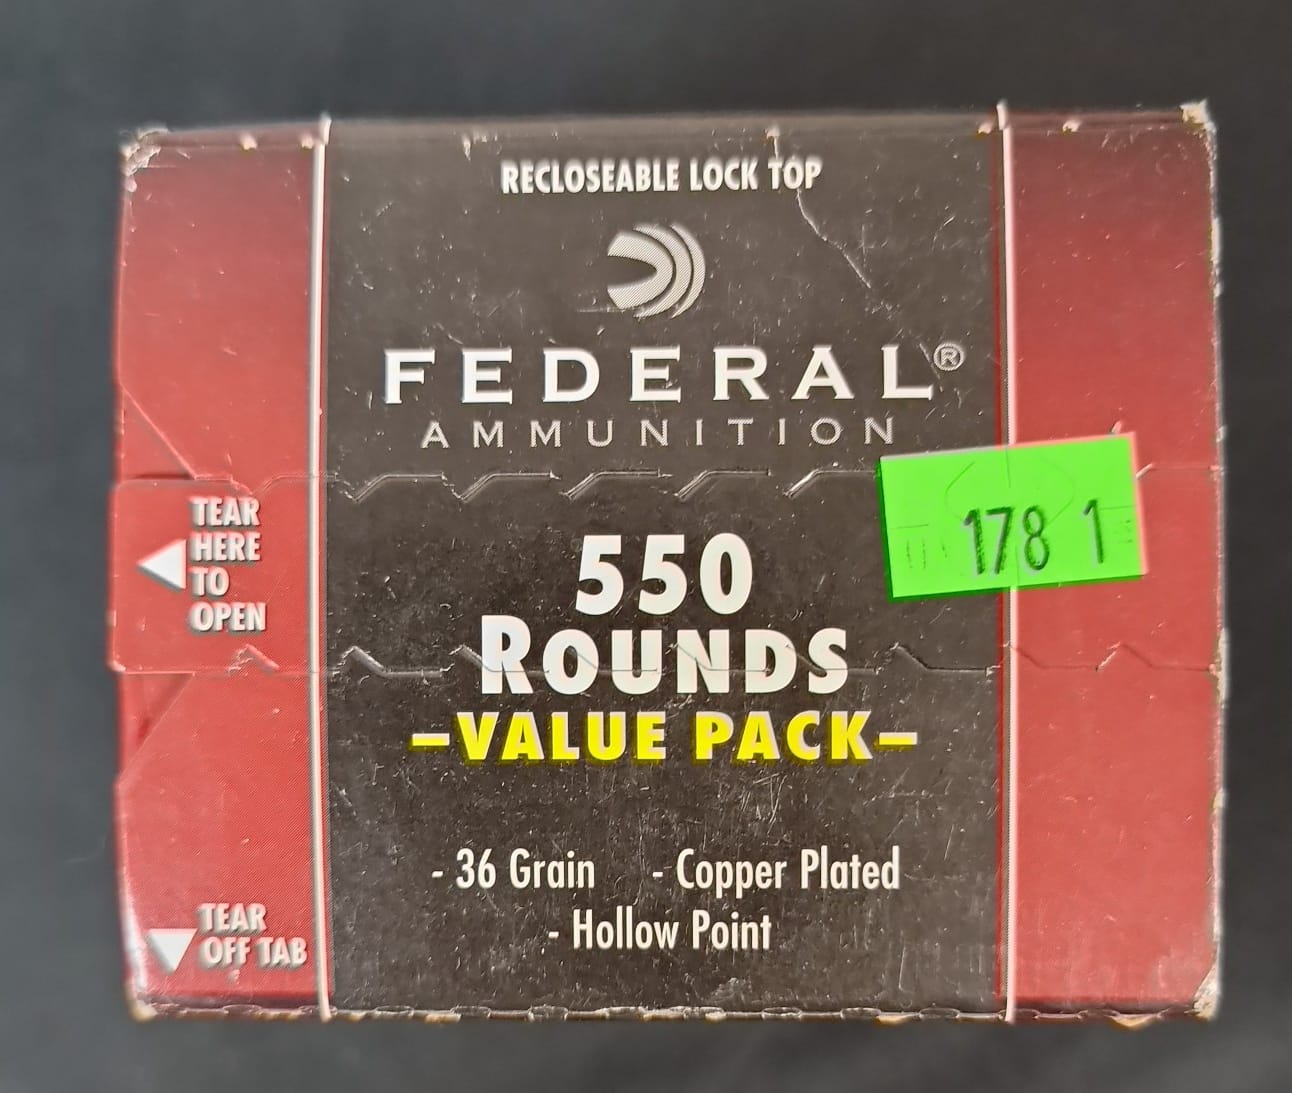 RECLOSEABLE LOCK TOP
FEDERAL®
AMMUNITION
TEAR
HERE
TO
OPEN
178 1
550
ROUNDS
–VALUE PACK–
- 36 Grain - Copper Plated
- Hollow Point
TEAR
OFF TAB